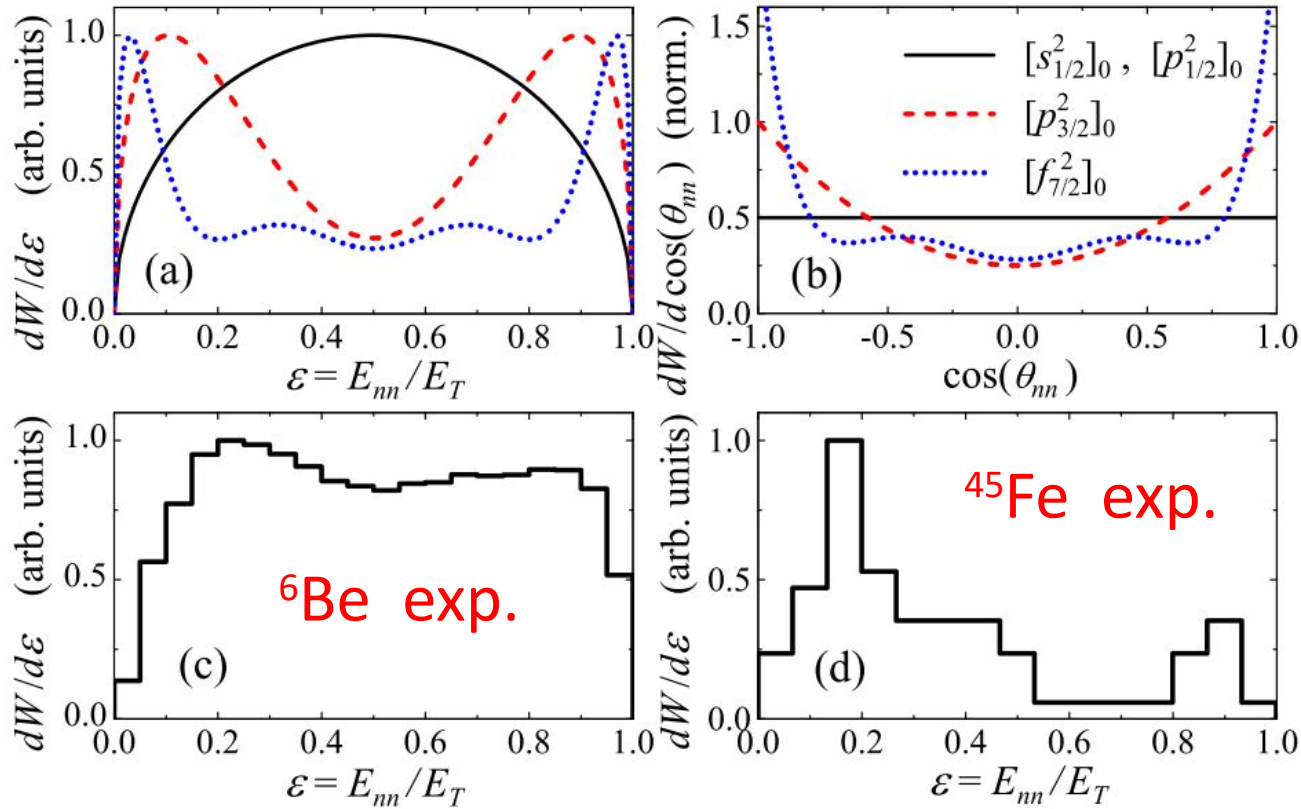 dW/dε (arb. units)
1.0
0.5
0.0
(a)
0.0 0.2 0.4 0.6 0.8 1.0
ε = E_nn/E_T
dW/d cos(θ_nn) (norm.)
1.5
1.0
0.5
0.0
[s²_1/2]_0 , [p²_1/2]_0
[p²_3/2]_0
[f²_7/2]_0
(b)
-1.0 -0.5 0.0 0.5 1.0
cos(θ_nn)
dW/dε (arb. units)
1.0
0.5
0.0
⁶Be exp.
(c)
0.0 0.2 0.4 0.6 0.8 1.0
ε = E_nn/E_T
dW/dε (arb. units)
1.0
0.5
0.0
⁴⁵Fe exp.
(d)
0.0 0.2 0.4 0.6 0.8 1.0
ε = E_nn/E_T